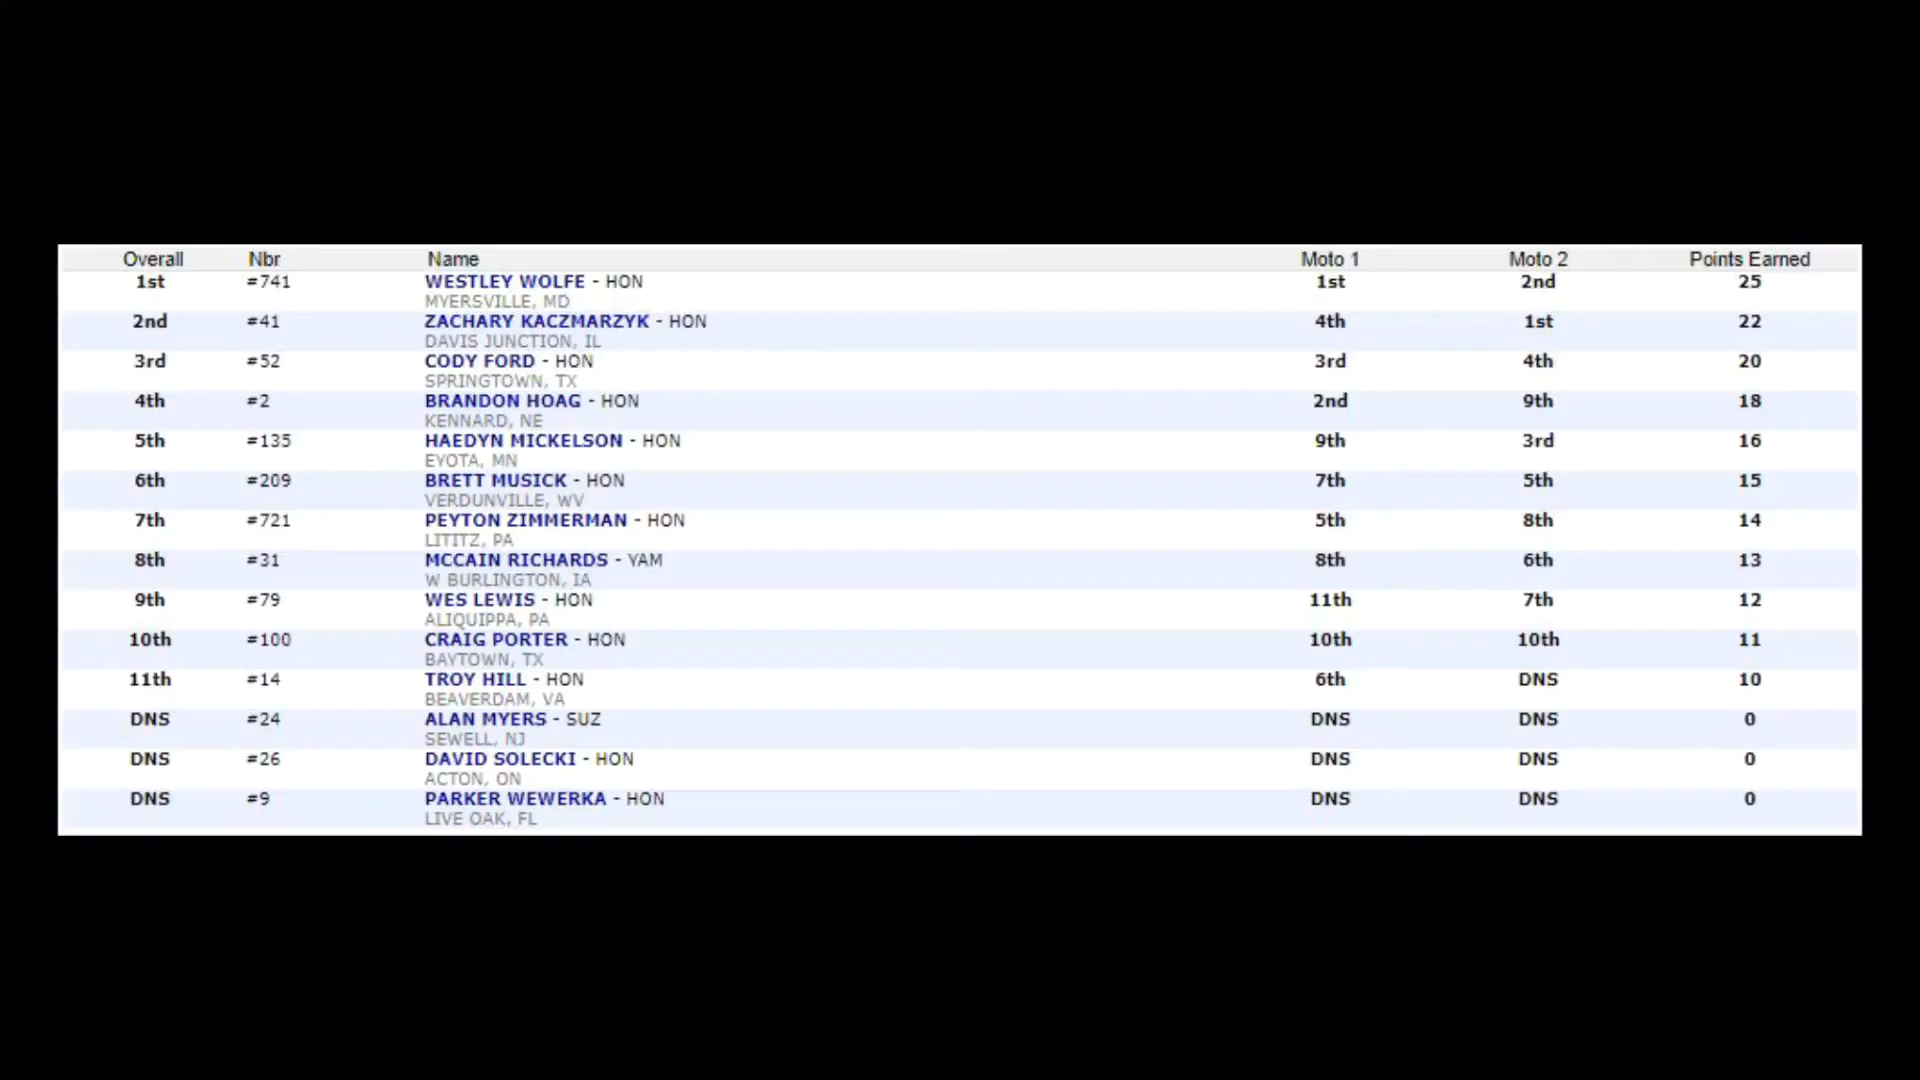 Overall Nbr Name Moto 1 Moto 2 Points Earned
1st #741 WESTLEY WOLFE - HON 1st 2nd 25
MYERSVILLE, MD
2nd #41 ZACHARY KACZMARZYK - HON 4th 1st 22
DAVIS JUNCTION, IL
3rd #52 CODY FORD - HON 3rd 4th 20
SPRINGTOWN, TX
4th #2 BRANDON HOAG - HON 2nd 9th 18
KENNARD, NE
5th #135 HAEDYN MICKELSON - HON 9th 3rd 16
EYOTA, MN
6th #209 BRETT MUSICK - HON 7th 5th 15
VERDUNVILLE, WV
7th #721 PEYTON ZIMMERMAN - HON 5th 8th 14
LITITZ, PA
8th #31 MCCAIN RICHARDS - YAM 8th 6th 13
W BURLINGTON, IA
9th #79 WES LEWIS - HON 11th 7th 12
ALIQUIPPA, PA
10th #100 CRAIG PORTER - HON 10th 10th 11
BAYTOWN, TX
11th #14 TROY HILL - HON 6th DNS 10
BEAVERDAM, VA
DNS #24 ALAN MYERS - SUZ DNS DNS 0
SEWELL, NJ
DNS #26 DAVID SOLECKI - HON DNS DNS 0
ACTON, ON
DNS #9 PARKER WEWERKA - HON DNS DNS 0
LIVE OAK, FL